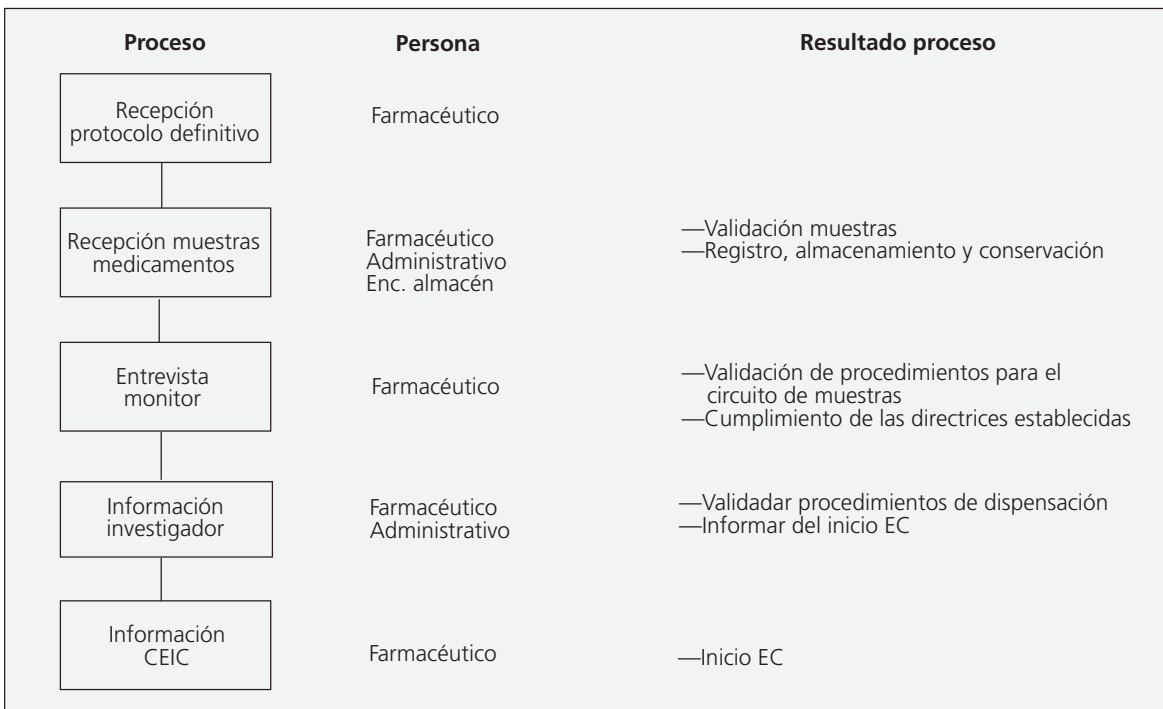 Proceso Persona Resultado proceso
Recepción
protocolo definitivo
Farmacéutico
Recepción muestras
medicamentos
Farmacéutico
Administrativo
Enc. almacén
—Validación muestras
—Registro, almacenamiento y conservación
Entrevista
monitor
Farmacéutico
—Validación de procedimientos para el
circuito de muestras
—Cumplimiento de las directrices establecidas
Información
investigador
Farmacéutico
Administrativo
—Validadar procedimientos de dispensación
—Informar del inicio EC
Información
CEIC
Farmacéutico
—Inicio EC